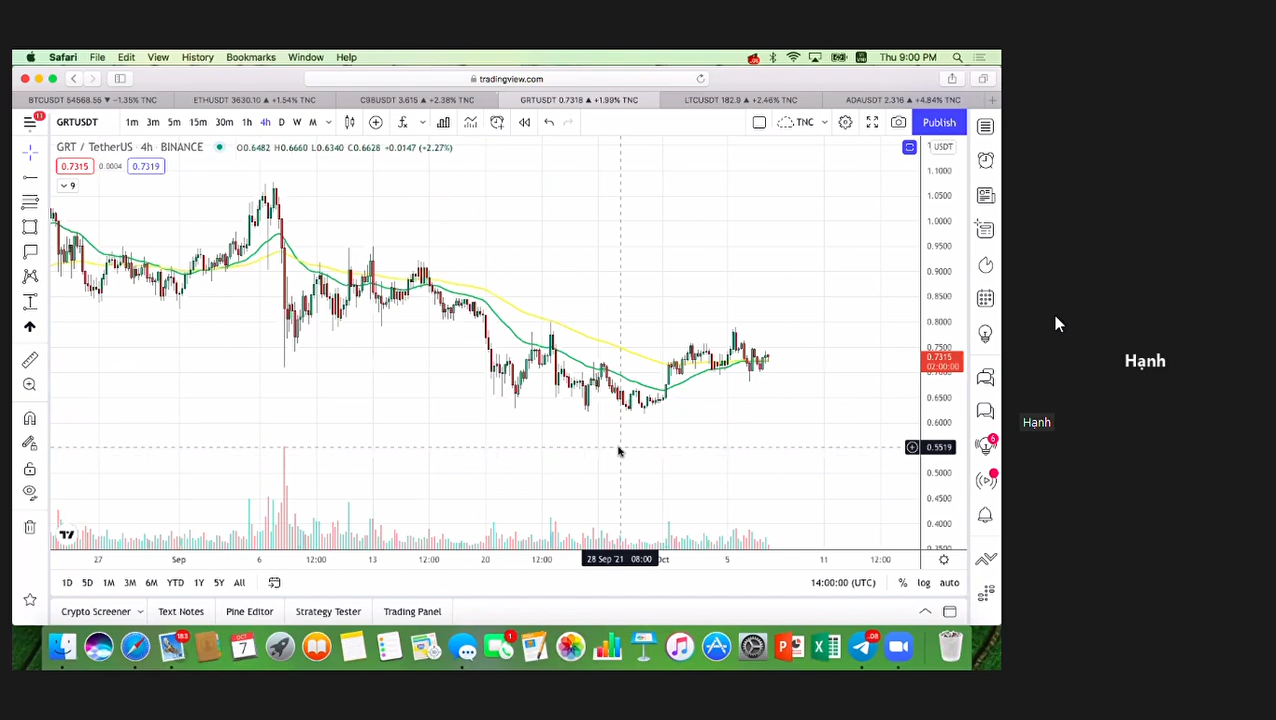 Safari File Edit View History Bookmarks Window Help Thu 9:00 PM
tradingview.com
BTCUSDT 54568.55 ▼ −1.35% TNC ETHUSDT 3630.10 ▲ +1.54% TNC C98USDT 3.615 ▲ +2.38% TNC GRTUSDT 0.7318 ▲ +1.99% TNC LTCUSDT 182.9 ▲ +2.46% TNC ADAUSDT 2.316 ▲ +4.84% TNC
11
GRTUSDT 1m 3m 5m 15m 30m 1h 4h D W M TNC Publish
GRT / TetherUS · 4h · BINANCE O0.6482 H0.6660 L0.6340 C0.6628 +0.0147 (+2.27%)
USDT
0.7315 0.0004 0.7319
9
1.1000
1.0500
1.0000
0.9500
0.9000
0.8500
0.8000
0.7500
0.7315
02:00:00
0.6500
0.6000
0.5519
0.5000
0.4500
0.4000
27 Sep 6 12:00 13 12:00 20 12:00 28 Sep '21 08:00 Oct 5 11 12:00
1D 5D 1M 3M 6M YTD 1Y 5Y All 14:00:00 (UTC) % log auto
Crypto Screener Text Notes Pine Editor Strategy Tester Trading Panel
183 OCT 7 1
Hạnh
Hạnh